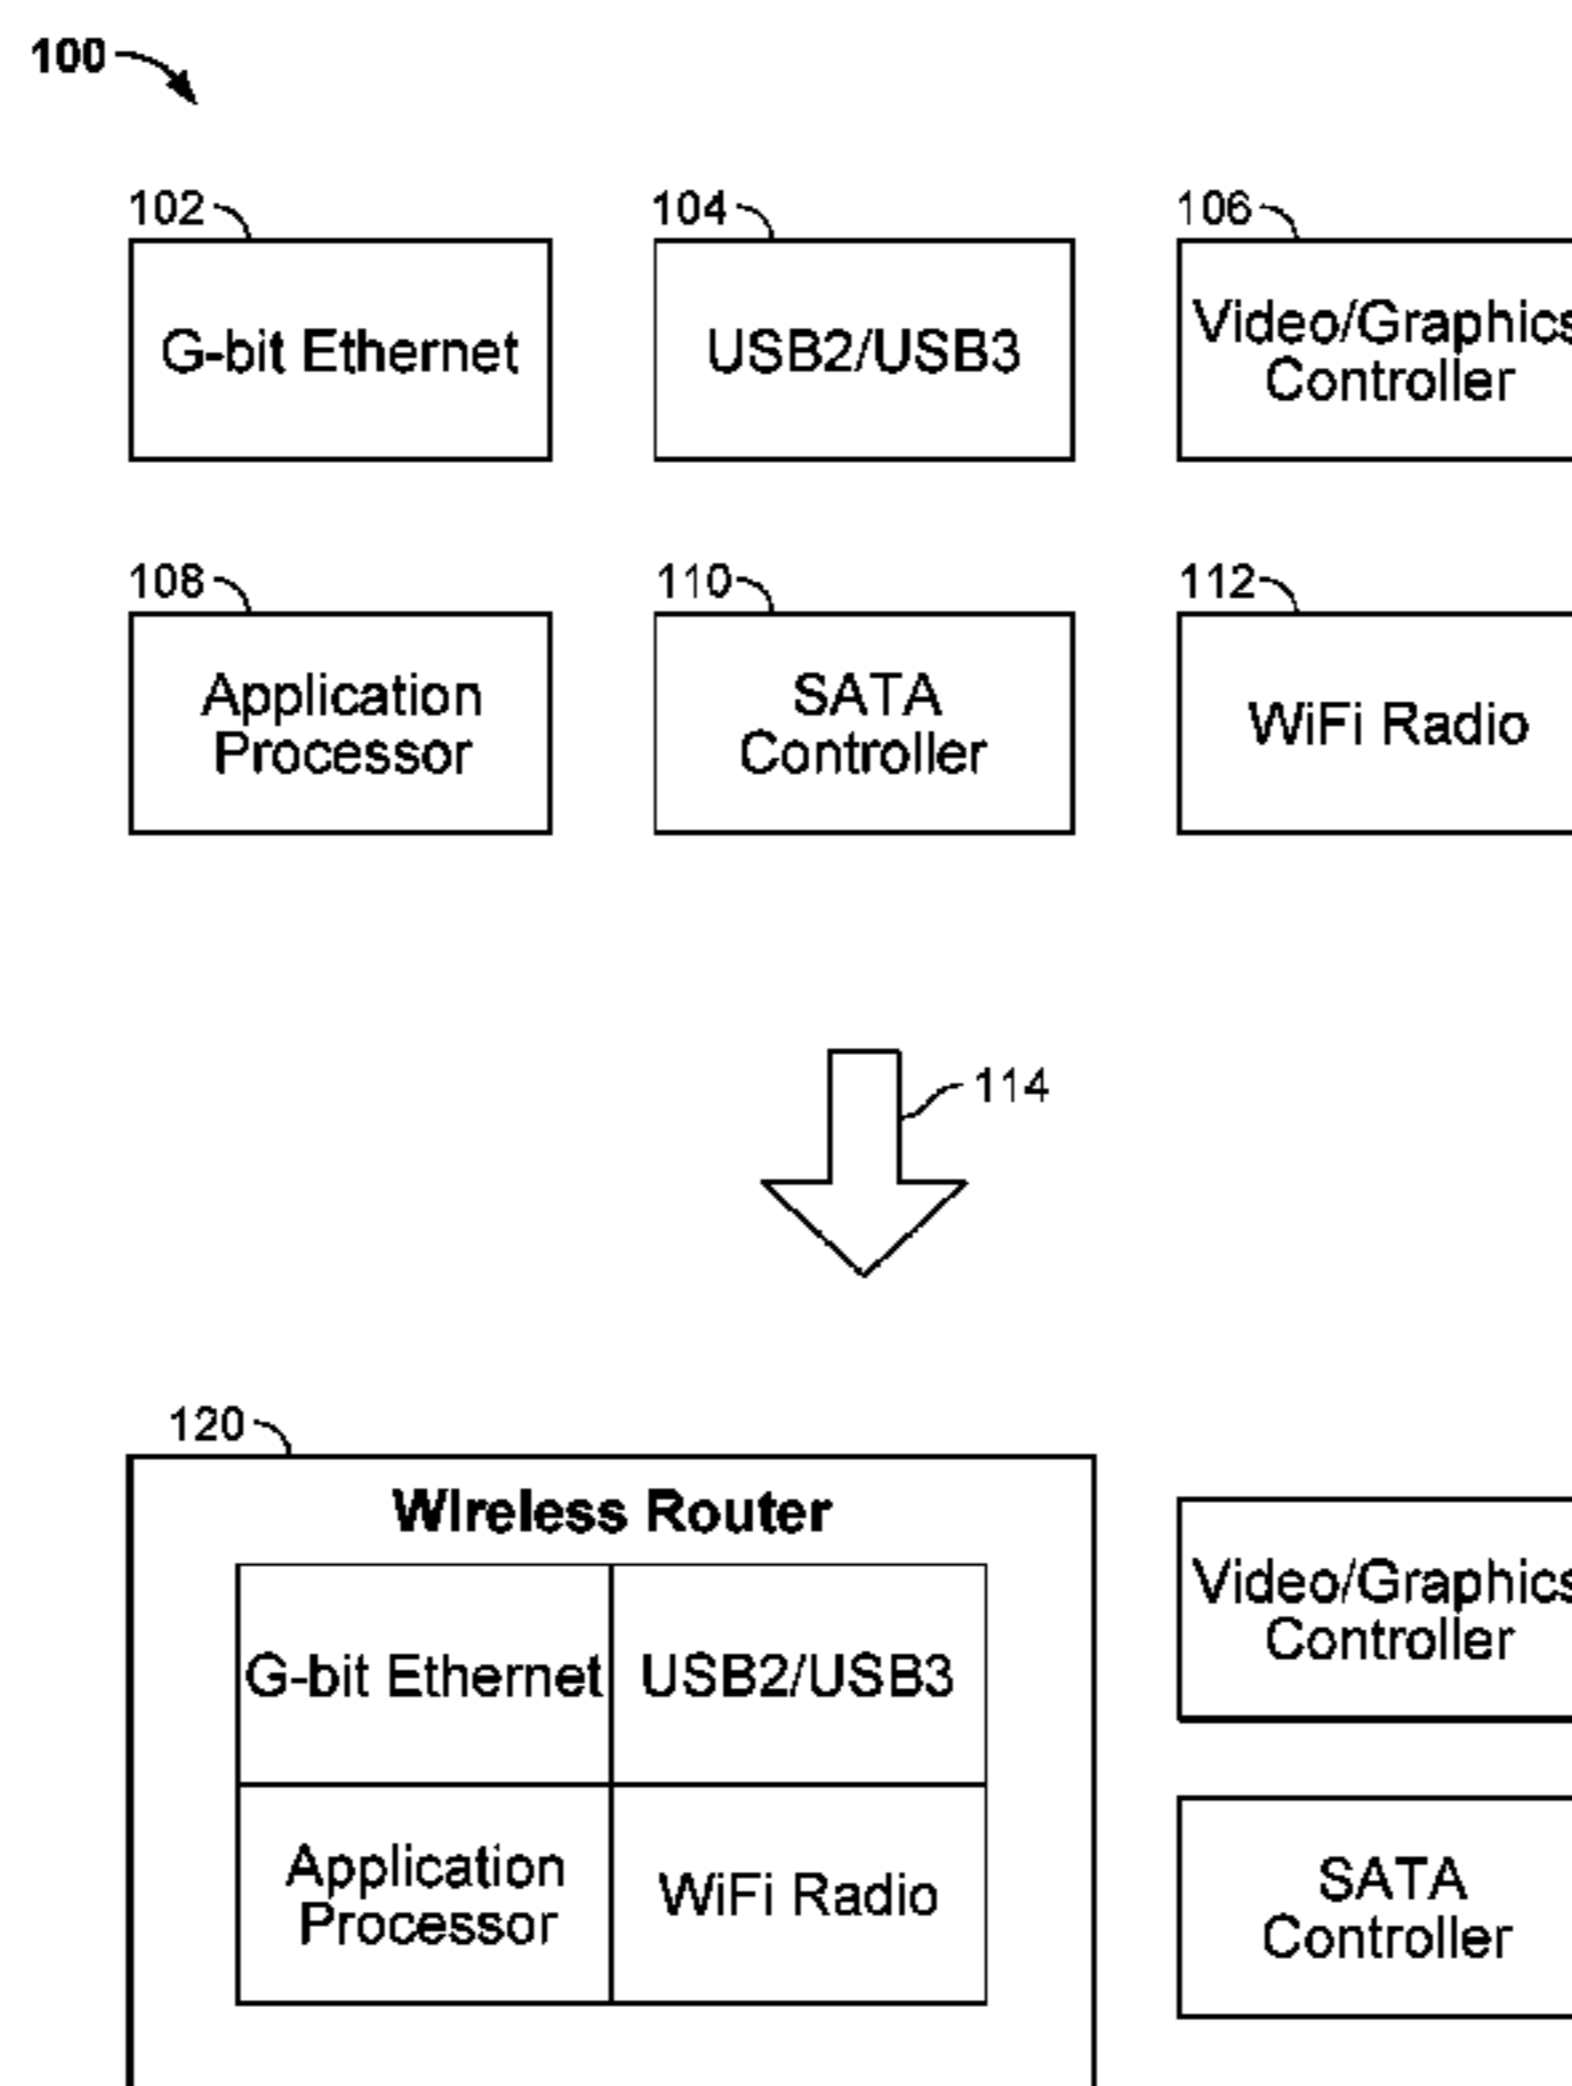 100
102
104
106
G-bit Ethernet
USB2/USB3
Video/Graphics
Controller
108
110
112
Application
Processor
SATA
Controller
WiFi Radio
114
120
Wireless Router
G-bit Ethernet
USB2/USB3
Application
Processor
WiFi Radio
Video/Graphics
Controller
SATA
Controller